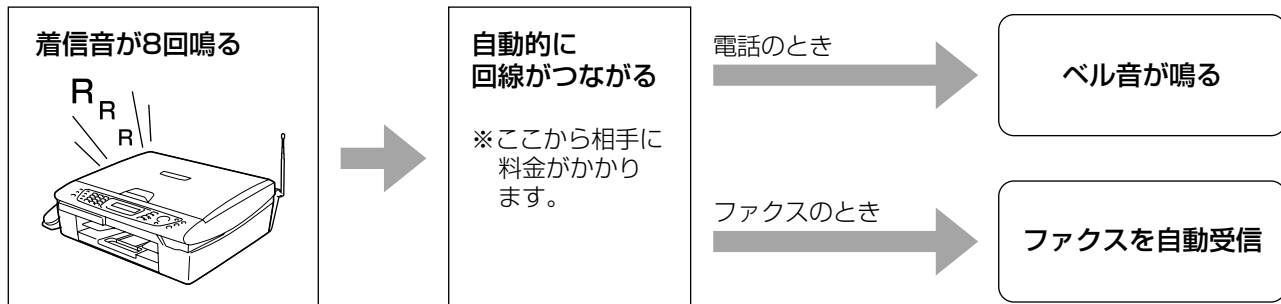 着信音が8回鳴る
R
R
R
自動的に
回線がつながる
※ここから相手に
料金がかかり
ます。
電話のとき
ベル音が鳴る
ファクスのとき
ファクスを自動受信